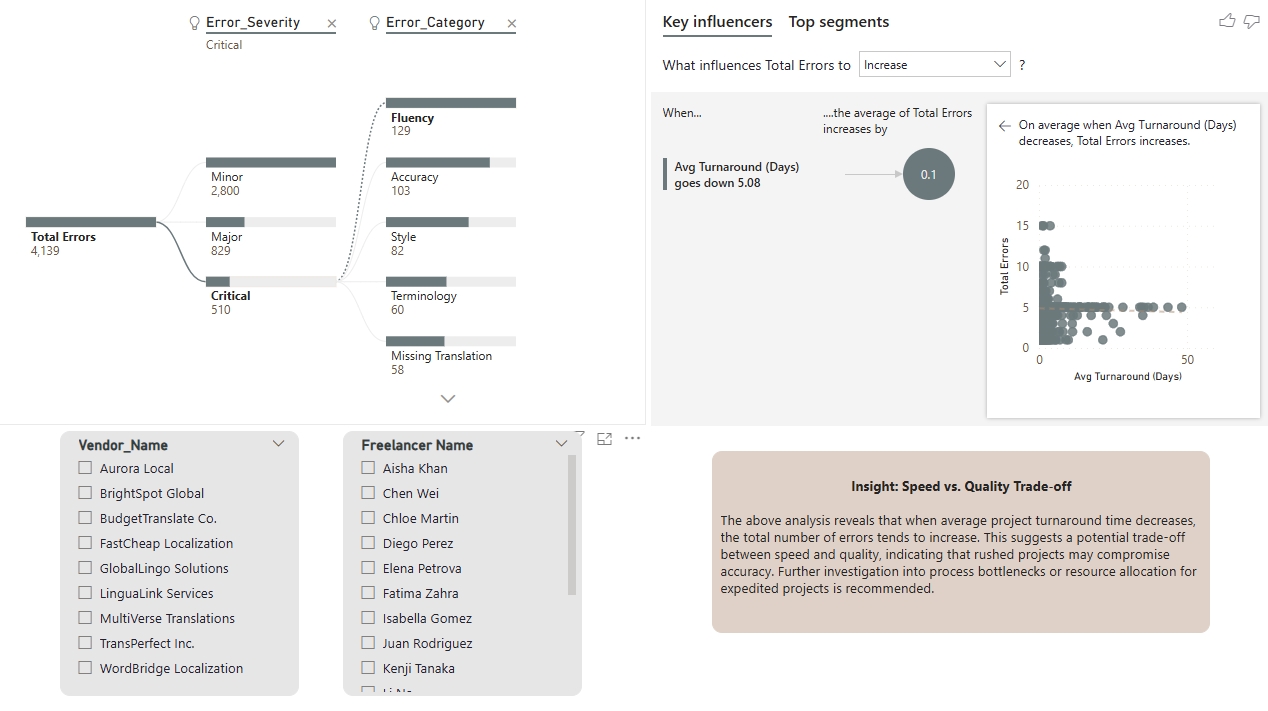 Error_Severity
Critical
Error_Category
Total Errors
4,139
Minor
2,800
Major
829
Critical
510
Fluency
129
Accuracy
103
Style
82
Terminology
60
Missing Translation
58
Key influencers
Top segments
What influences Total Errors to
Increase
?
When...
....the average of Total Errors
increases by
Avg Turnaround (Days)
goes down 5.08
0.1
On average when Avg Turnaround (Days)
decreases, Total Errors increases.
20
15
10
5
0
Total Errors
0
50
Avg Turnaround (Days)
Vendor_Name
Aurora Local
BrightSpot Global
BudgetTranslate Co.
FastCheap Localization
GlobalLingo Solutions
LinguaLink Services
MultiVerse Translations
TransPerfect Inc.
WordBridge Localization
Freelancer Name
Aisha Khan
Chen Wei
Chloe Martin
Diego Perez
Elena Petrova
Fatima Zahra
Isabella Gomez
Juan Rodriguez
Kenji Tanaka
Insight: Speed vs. Quality Trade-off
The above analysis reveals that when average project turnaround time decreases,
the total number of errors tends to increase. This suggests a potential trade-off
between speed and quality, indicating that rushed projects may compromise
accuracy. Further investigation into process bottlenecks or resource allocation for
expedited projects is recommended.